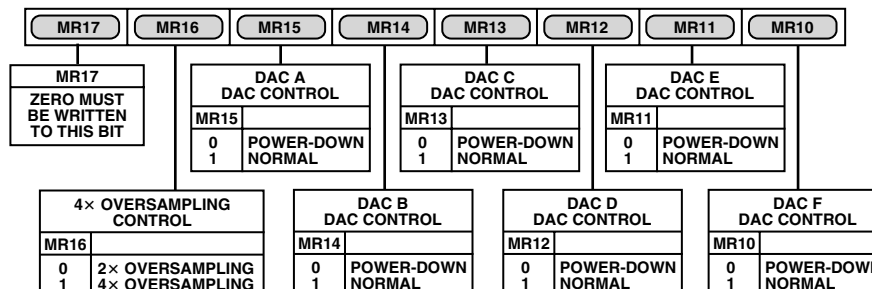 MR17 MR16 MR15 MR14 MR13 MR12 MR11 MR10
MR17
ZERO MUST
BE WRITTEN
TO THIS BIT
DAC A
DAC CONTROL
MR15
0 POWER-DOWN
1 NORMAL
DAC C
DAC CONTROL
MR13
0 POWER-DOWN
1 NORMAL
DAC E
DAC CONTROL
MR11
0 POWER-DOWN
1 NORMAL
4× OVERSAMPLING
CONTROL
MR16
0 2× OVERSAMPLING
1 4× OVERSAMPLING
DAC B
DAC CONTROL
MR14
0 POWER-DOWN
1 NORMAL
DAC D
DAC CONTROL
MR12
0 POWER-DOWN
1 NORMAL
DAC F
DAC CONTROL
MR10
0 POWER-DOWN
1 NORMAL